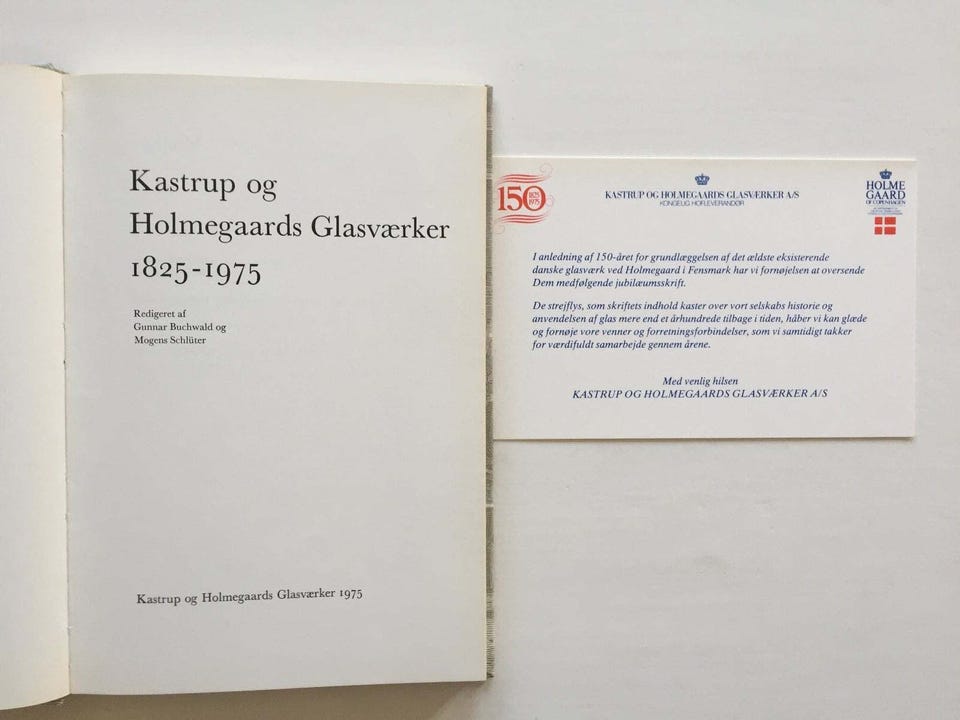 Kastrup og
Holmegaards Glasværker
1825-1975
Redigeret af
Gunnar Buchwald og
Mogens Schlüter
Kastrup og Holmegaards Glasværker 1975
150 1825 1975
KASTRUP OG HOLMEGAARDS GLASVÆRKER A/S
KONGELIG HOFLEVERANDØR
HOLME
GAARD
OF COPENHAGEN
I anledning af 150-året for grundlæggelsen af det ældste eksisterende
danske glasværk ved Holmegaard i Fensmark har vi fornøjelsen at oversende
Dem medfølgende jubilæumsskrift.
De strejflys, som skriftets indhold kaster over vort selskabs historie og
anvendelsen af glas mere end et århundrede tilbage i tiden, håber vi kan glæde
og fornøje vore venner og forretningsforbindelser, som vi samtidigt takker
for værdifuldt samarbejde gennem årene.
Med venlig hilsen
KASTRUP OG HOLMEGAARDS GLASVÆRKER A/S